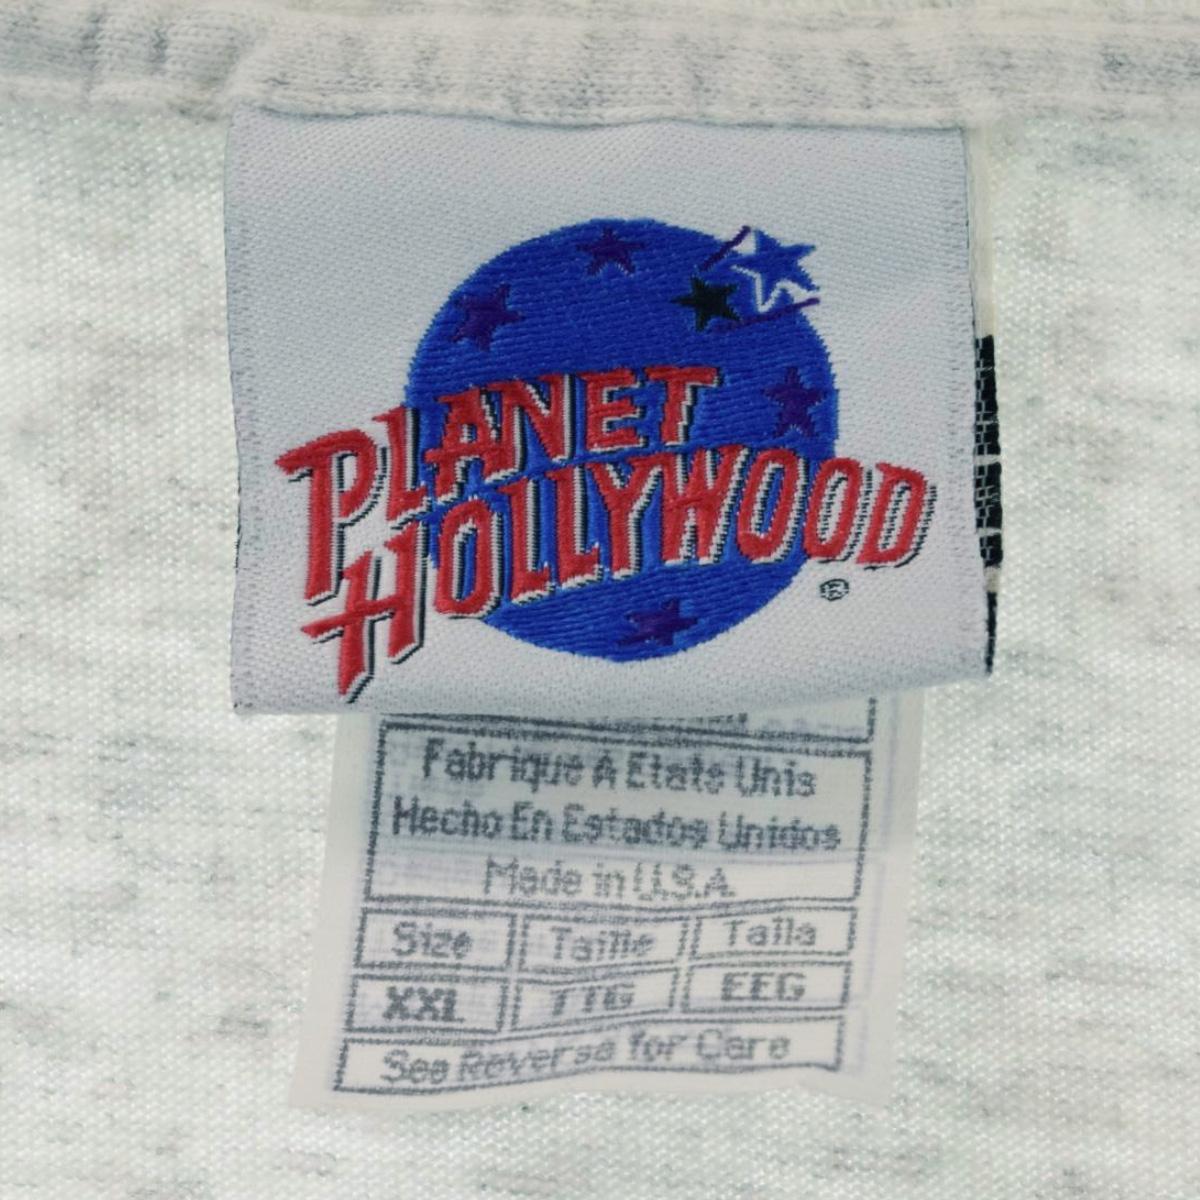 PLANET
HOLLYWOOD
®
Fabrique A Etats Unis
Hecho En Estados Unidos
Made in U.S.A.
Size Taille Talla
XXL TTG EEG
See Reverse for Care